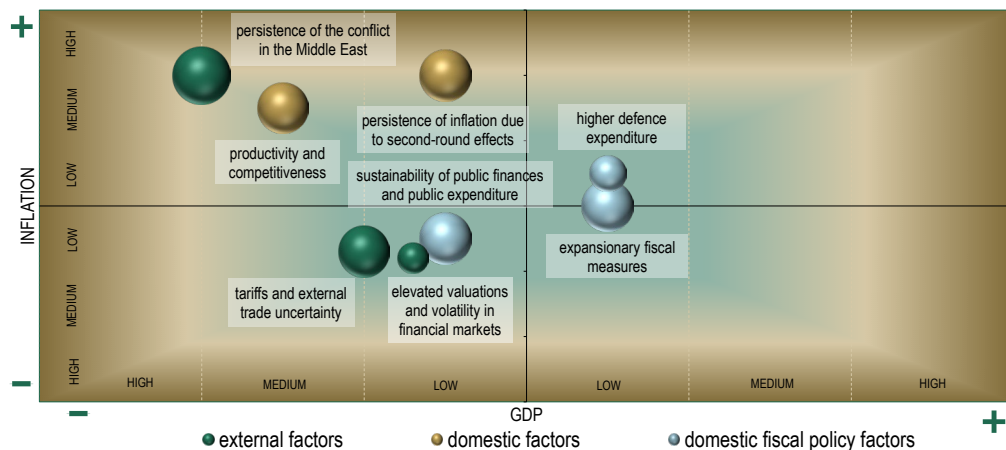 +
INFLATION
HIGH
MEDIUM
LOW
LOW
MEDIUM
HIGH
−
persistence of the conflict
in the Middle East
productivity and
competitiveness
persistence of inflation due
to second-round effects
sustainability of public finances
and public expenditure
higher defence
expenditure
expansionary fiscal
measures
tariffs and external
trade uncertainty
elevated valuations
and volatility in
financial markets
HIGH
MEDIUM
LOW
LOW
MEDIUM
HIGH
−
GDP
+
external factors
domestic factors
domestic fiscal policy factors